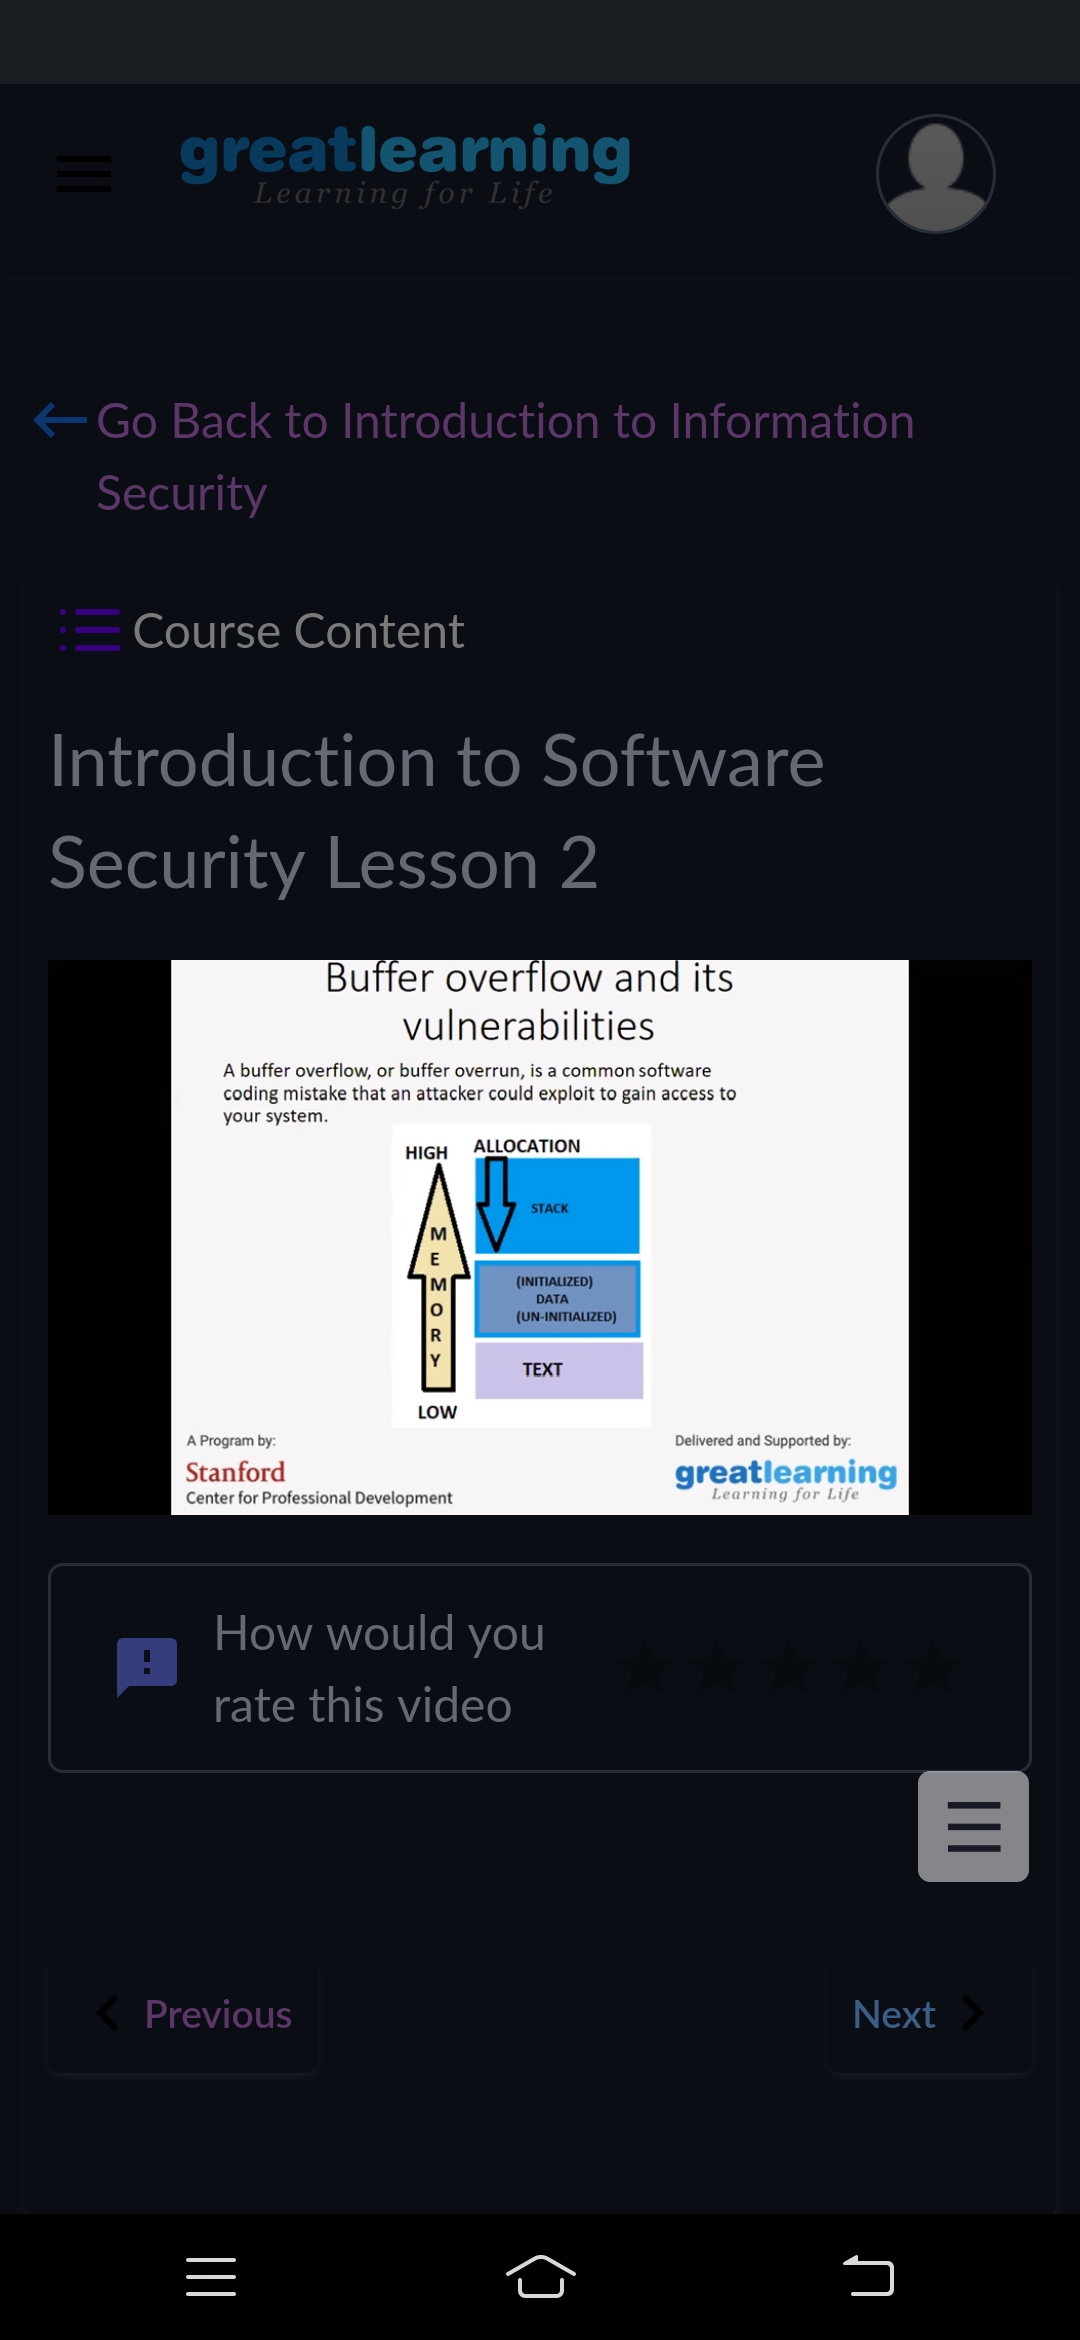 greatlearning
Learning for Life
Go Back to Introduction to Information
Security
Course Content
Introduction to Software
Security Lesson 2
Buffer overflow and its
vulnerabilities
A buffer overflow, or buffer overrun, is a common software
coding mistake that an attacker could exploit to gain access to
your system.
HIGH
ALLOCATION
STACK
MEMORY
(INITIALIZED)
DATA
(UN-INITIALIZED)
TEXT
LOW
A Program by:
Stanford
Center for Professional Development
Delivered and Supported by:
greatlearning
Learning for Life
How would you
rate this video
Previous
Next